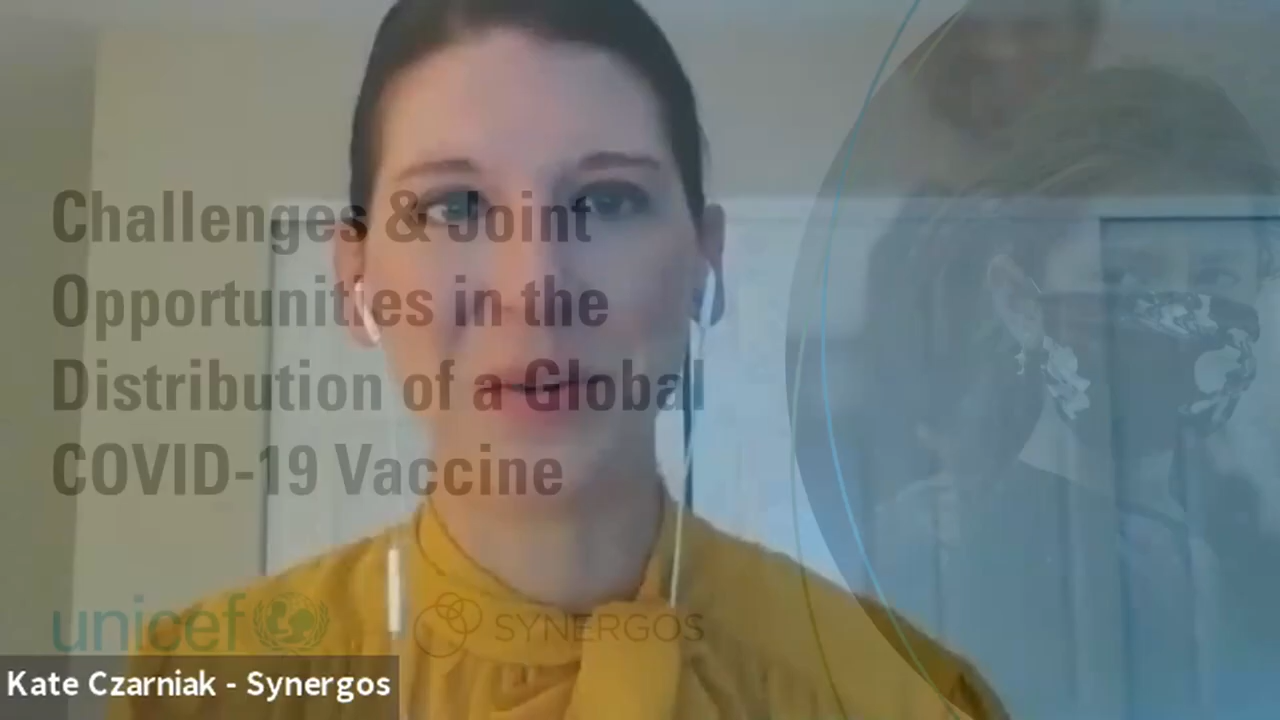 Challenges & Joint
Opportunities in the
Distribution of a Global
COVID-19 Vaccine
unicef
SYNERGOS
Kate Czarniak - Synergos